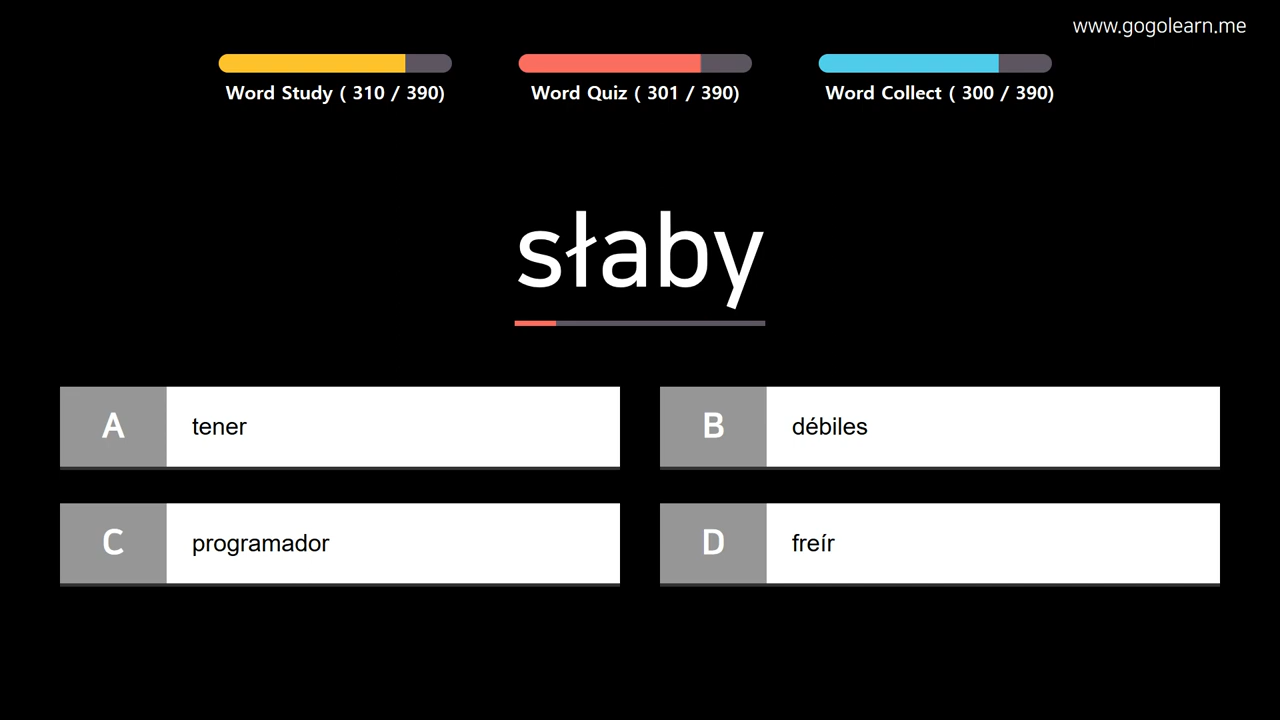 www.gogolearn.me
Word Study ( 310 / 390)
Word Quiz ( 301 / 390)
Word Collect ( 300 / 390)
słaby
A tener
B débiles
C programador
D freír